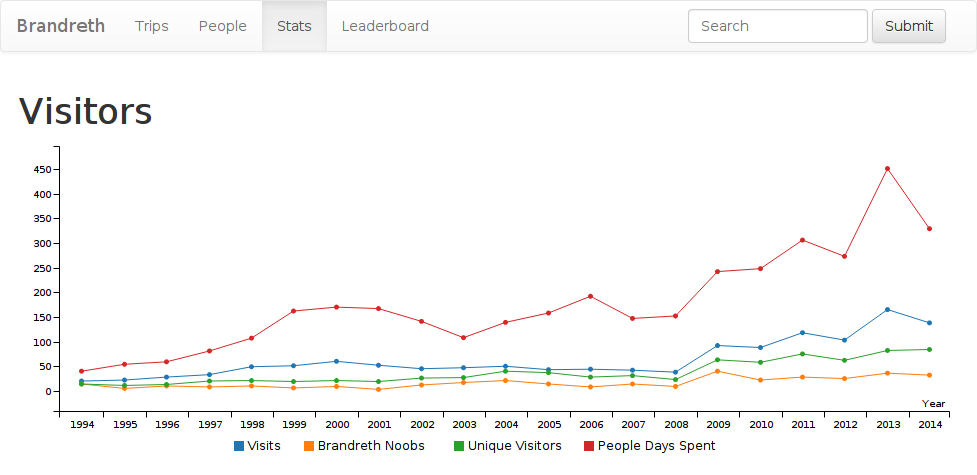 Brandreth Trips People Stats Leaderboard Search Submit
Visitors
450
400
350
300
250
200
150
100
50
0
Year
1994 1995 1996 1997 1998 1999 2000 2001 2002 2003 2004 2005 2006 2007 2008 2009 2010 2011 2012 2013 2014
Visits Brandreth Noobs Unique Visitors People Days Spent